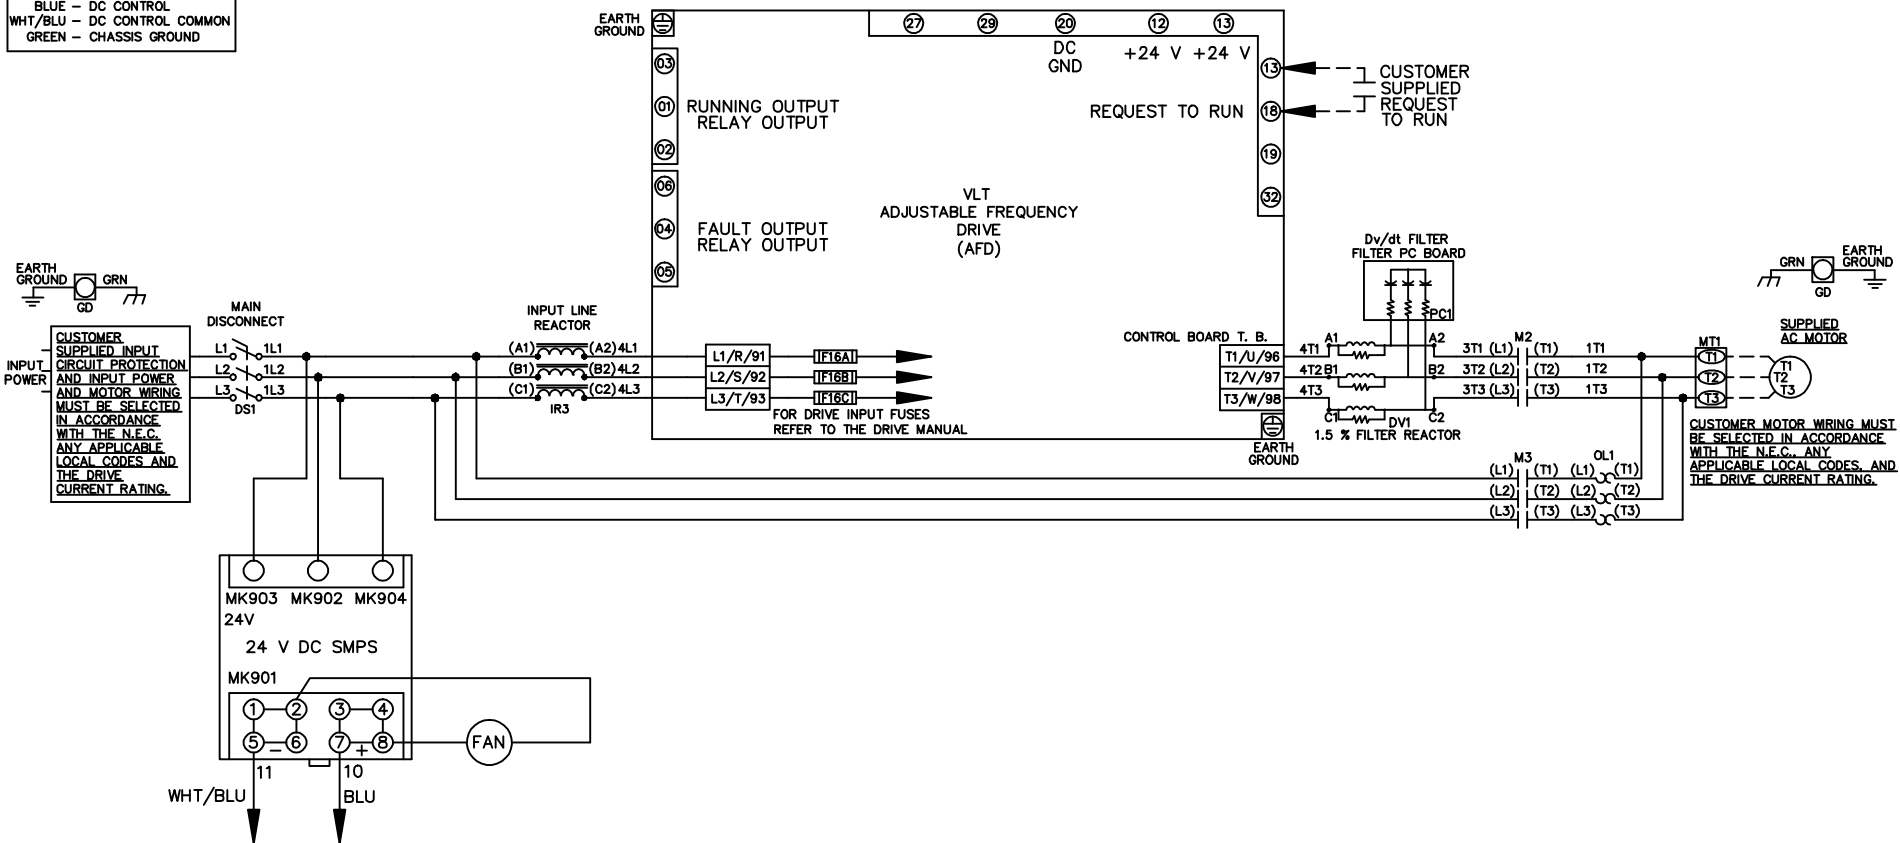 BLUE – DC CONTROL
WHT/BLU – DC CONTROL COMMON
GREEN – CHASSIS GROUND
EARTH
GROUND
27
29
20
12
13
DC
GND
+24 V
+24 V
03
01
02
RUNNING OUTPUT
RELAY OUTPUT
06
04
05
FAULT OUTPUT
RELAY OUTPUT
REQUEST TO RUN
13
18
19
32
CUSTOMER
SUPPLIED
REQUEST
TO RUN
VLT
ADJUSTABLE FREQUENCY
DRIVE
(AFD)
Dv/dt FILTER
FILTER PC BOARD
PC1
EARTH
GROUND
GRN
GD
GRN
EARTH
GROUND
GD
INPUT
POWER
CUSTOMER
SUPPLIED INPUT
CIRCUIT PROTECTION
AND INPUT POWER
AND MOTOR WIRING
MUST BE SELECTED
IN ACCORDANCE
WITH THE N.E.C.
ANY APPLICABLE
LOCAL CODES AND
THE DRIVE
CURRENT RATING.
MAIN
DISCONNECT
L1 1L1
L2 1L2
L3 1L3
DS1
INPUT LINE
REACTOR
(A1) (A2) 4L1
(B1) (B2) 4L2
(C1) (C2) 4L3
IR3
L1/R/91
L2/S/92
L3/T/93
F16A
F16B
F16C
FOR DRIVE INPUT FUSES
REFER TO THE DRIVE MANUAL
CONTROL BOARD T. B.
T1/U/96
T2/V/97
T3/W/98
EARTH
GROUND
4T1 A1 A2
4T2 B1 B2
4T3
C1 C2
DV1
1.5 % FILTER REACTOR
M2
3T1 (L1) (T1) 1T1
3T2 (L2) (T2) 1T2
3T3 (L3) (T3) 1T3
MT1
T1
T2
T3
SUPPLIED
AC MOTOR
T1
T2
T3
CUSTOMER MOTOR WIRING MUST
BE SELECTED IN ACCORDANCE
WITH THE N.E.C., ANY
APPLICABLE LOCAL CODES, AND
THE DRIVE CURRENT RATING.
M3 OL1
(L1) (T1) (L1) (T1)
(L2) (T2) (L2) (T2)
(L3) (T3) (L3) (T3)
MK903 MK902 MK904
24V
24 V DC SMPS
MK901
1 2 3 4
5 – 6 7 + 8
FAN
11 10
WHT/BLU
BLU